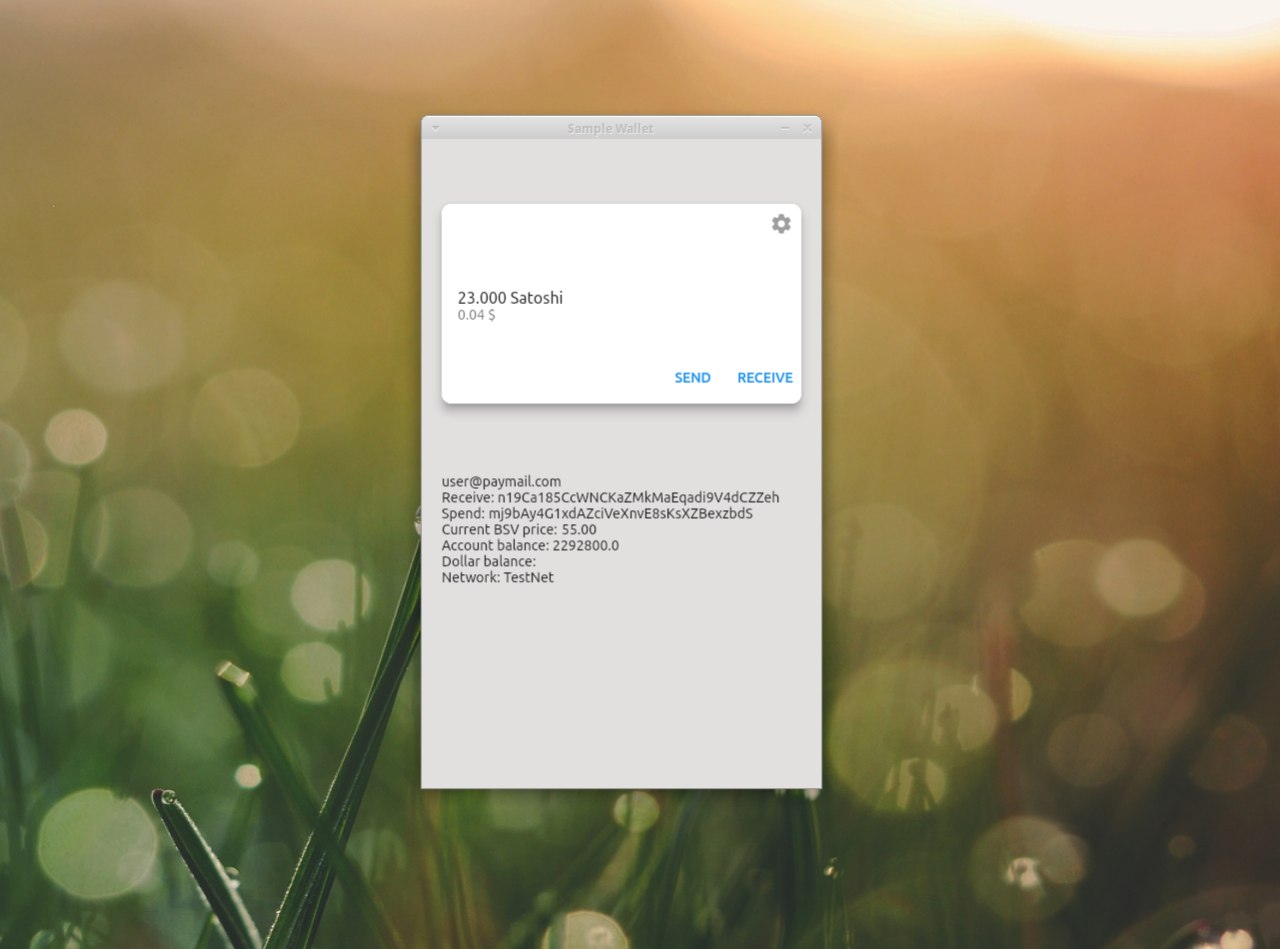 Sample Wallet
23.000 Satoshi
0.04 $
SEND RECEIVE
user@paymail.com
Receive: n19Ca185CcWNCKaZMkMaEqadi9V4dCZZeh
Spend: mj9bAy4G1xdAZciVeXnvE8sKsXZBexzbdS
Current BSV price: 55.00
Account balance: 2292800.0
Dollar balance:
Network: TestNet